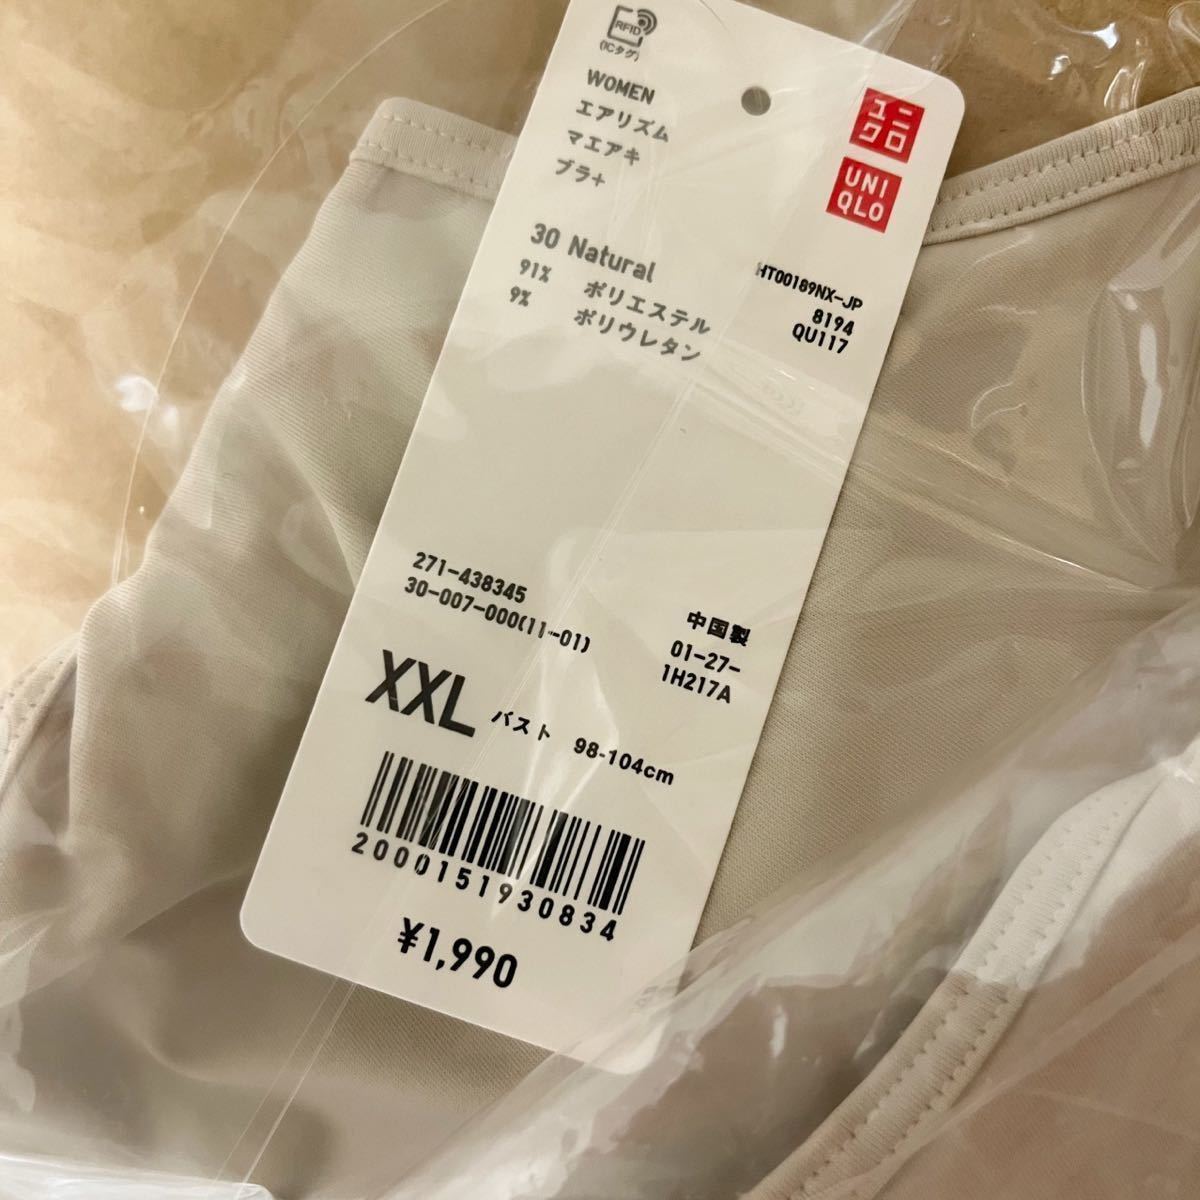 RFID
(ICタグ)
WOMEN
エアリズム
マエアキ
ブラ+
ユニ
クロ
UNI
QLO
30 Natural
91% ポリエステル
9% ポリウレタン
HT00189NX-JP
8194
QU117
271-438345
30-007-000(11-01)
中国製
01-27-
1H217A
XXL バスト 98-104cm
2000151930834
¥1,990